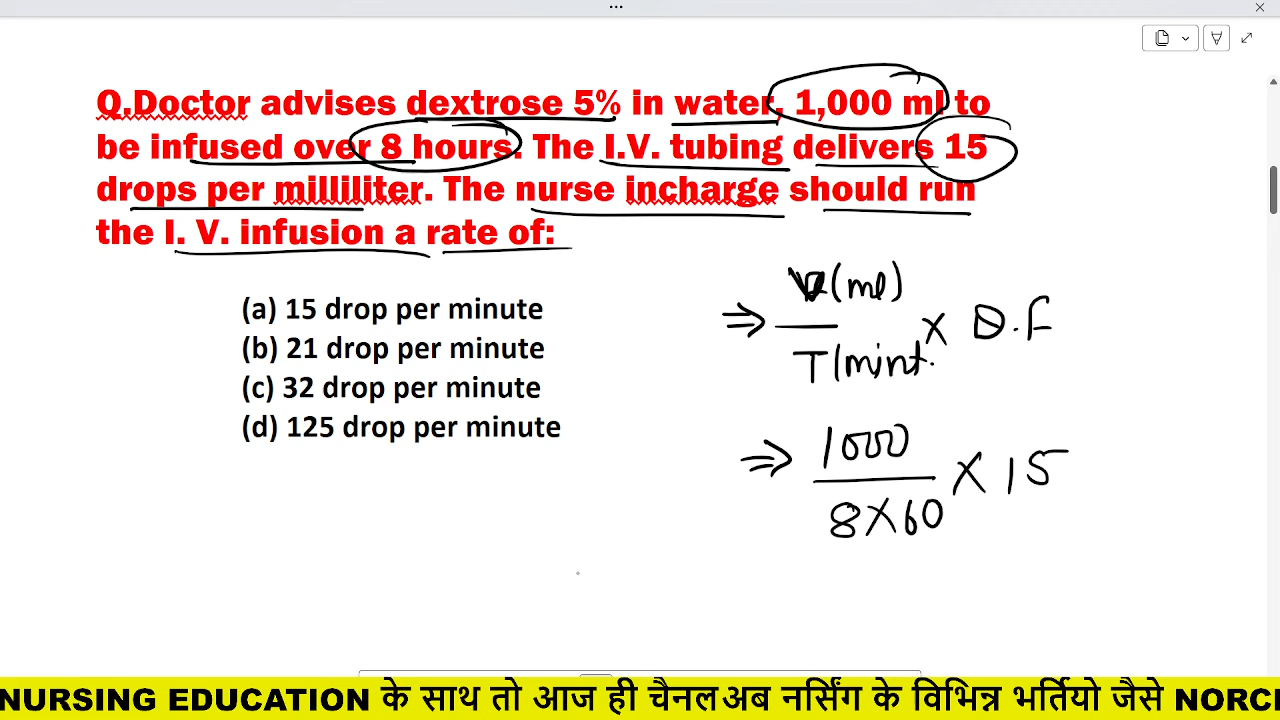 Q.Doctor advises dextrose 5% in water, 1,000 ml to
be infused over 8 hours. The I.V. tubing delivers 15
drops per milliliter. The nurse incharge should run
the I. V. infusion a rate of:
(a) 15 drop per minute
(b) 21 drop per minute
(c) 32 drop per minute
(d) 125 drop per minute
⇒ V(ml) / T(mint. × D.F
⇒ 1000 / 8×60 × 15
NURSING EDUCATION के साथ तो आज ही चैनलअब नर्सिंग के विभिन्न भर्तियो जैसे NORC